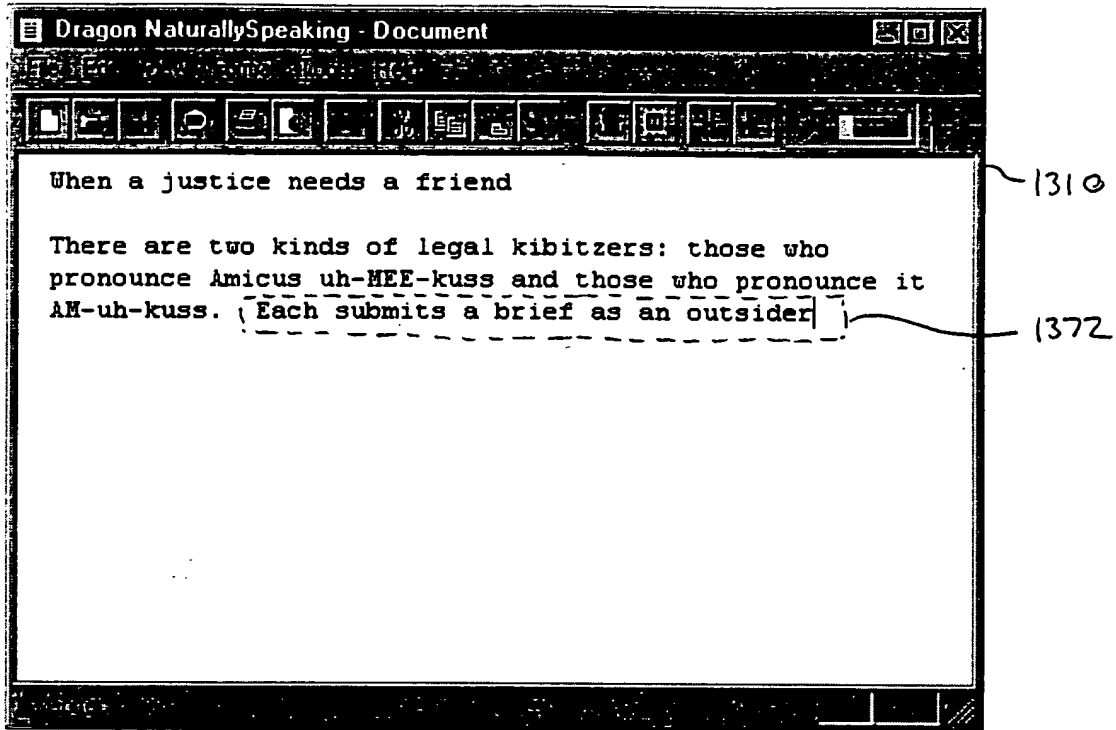 Dragon NaturallySpeaking - Document
When a justice needs a friend
1310
There are two kinds of legal kibitzers: those who
pronounce Amicus uh-MEE-kuss and those who pronounce it
AM-uh-kuss. Each submits a brief as an outsider
1372